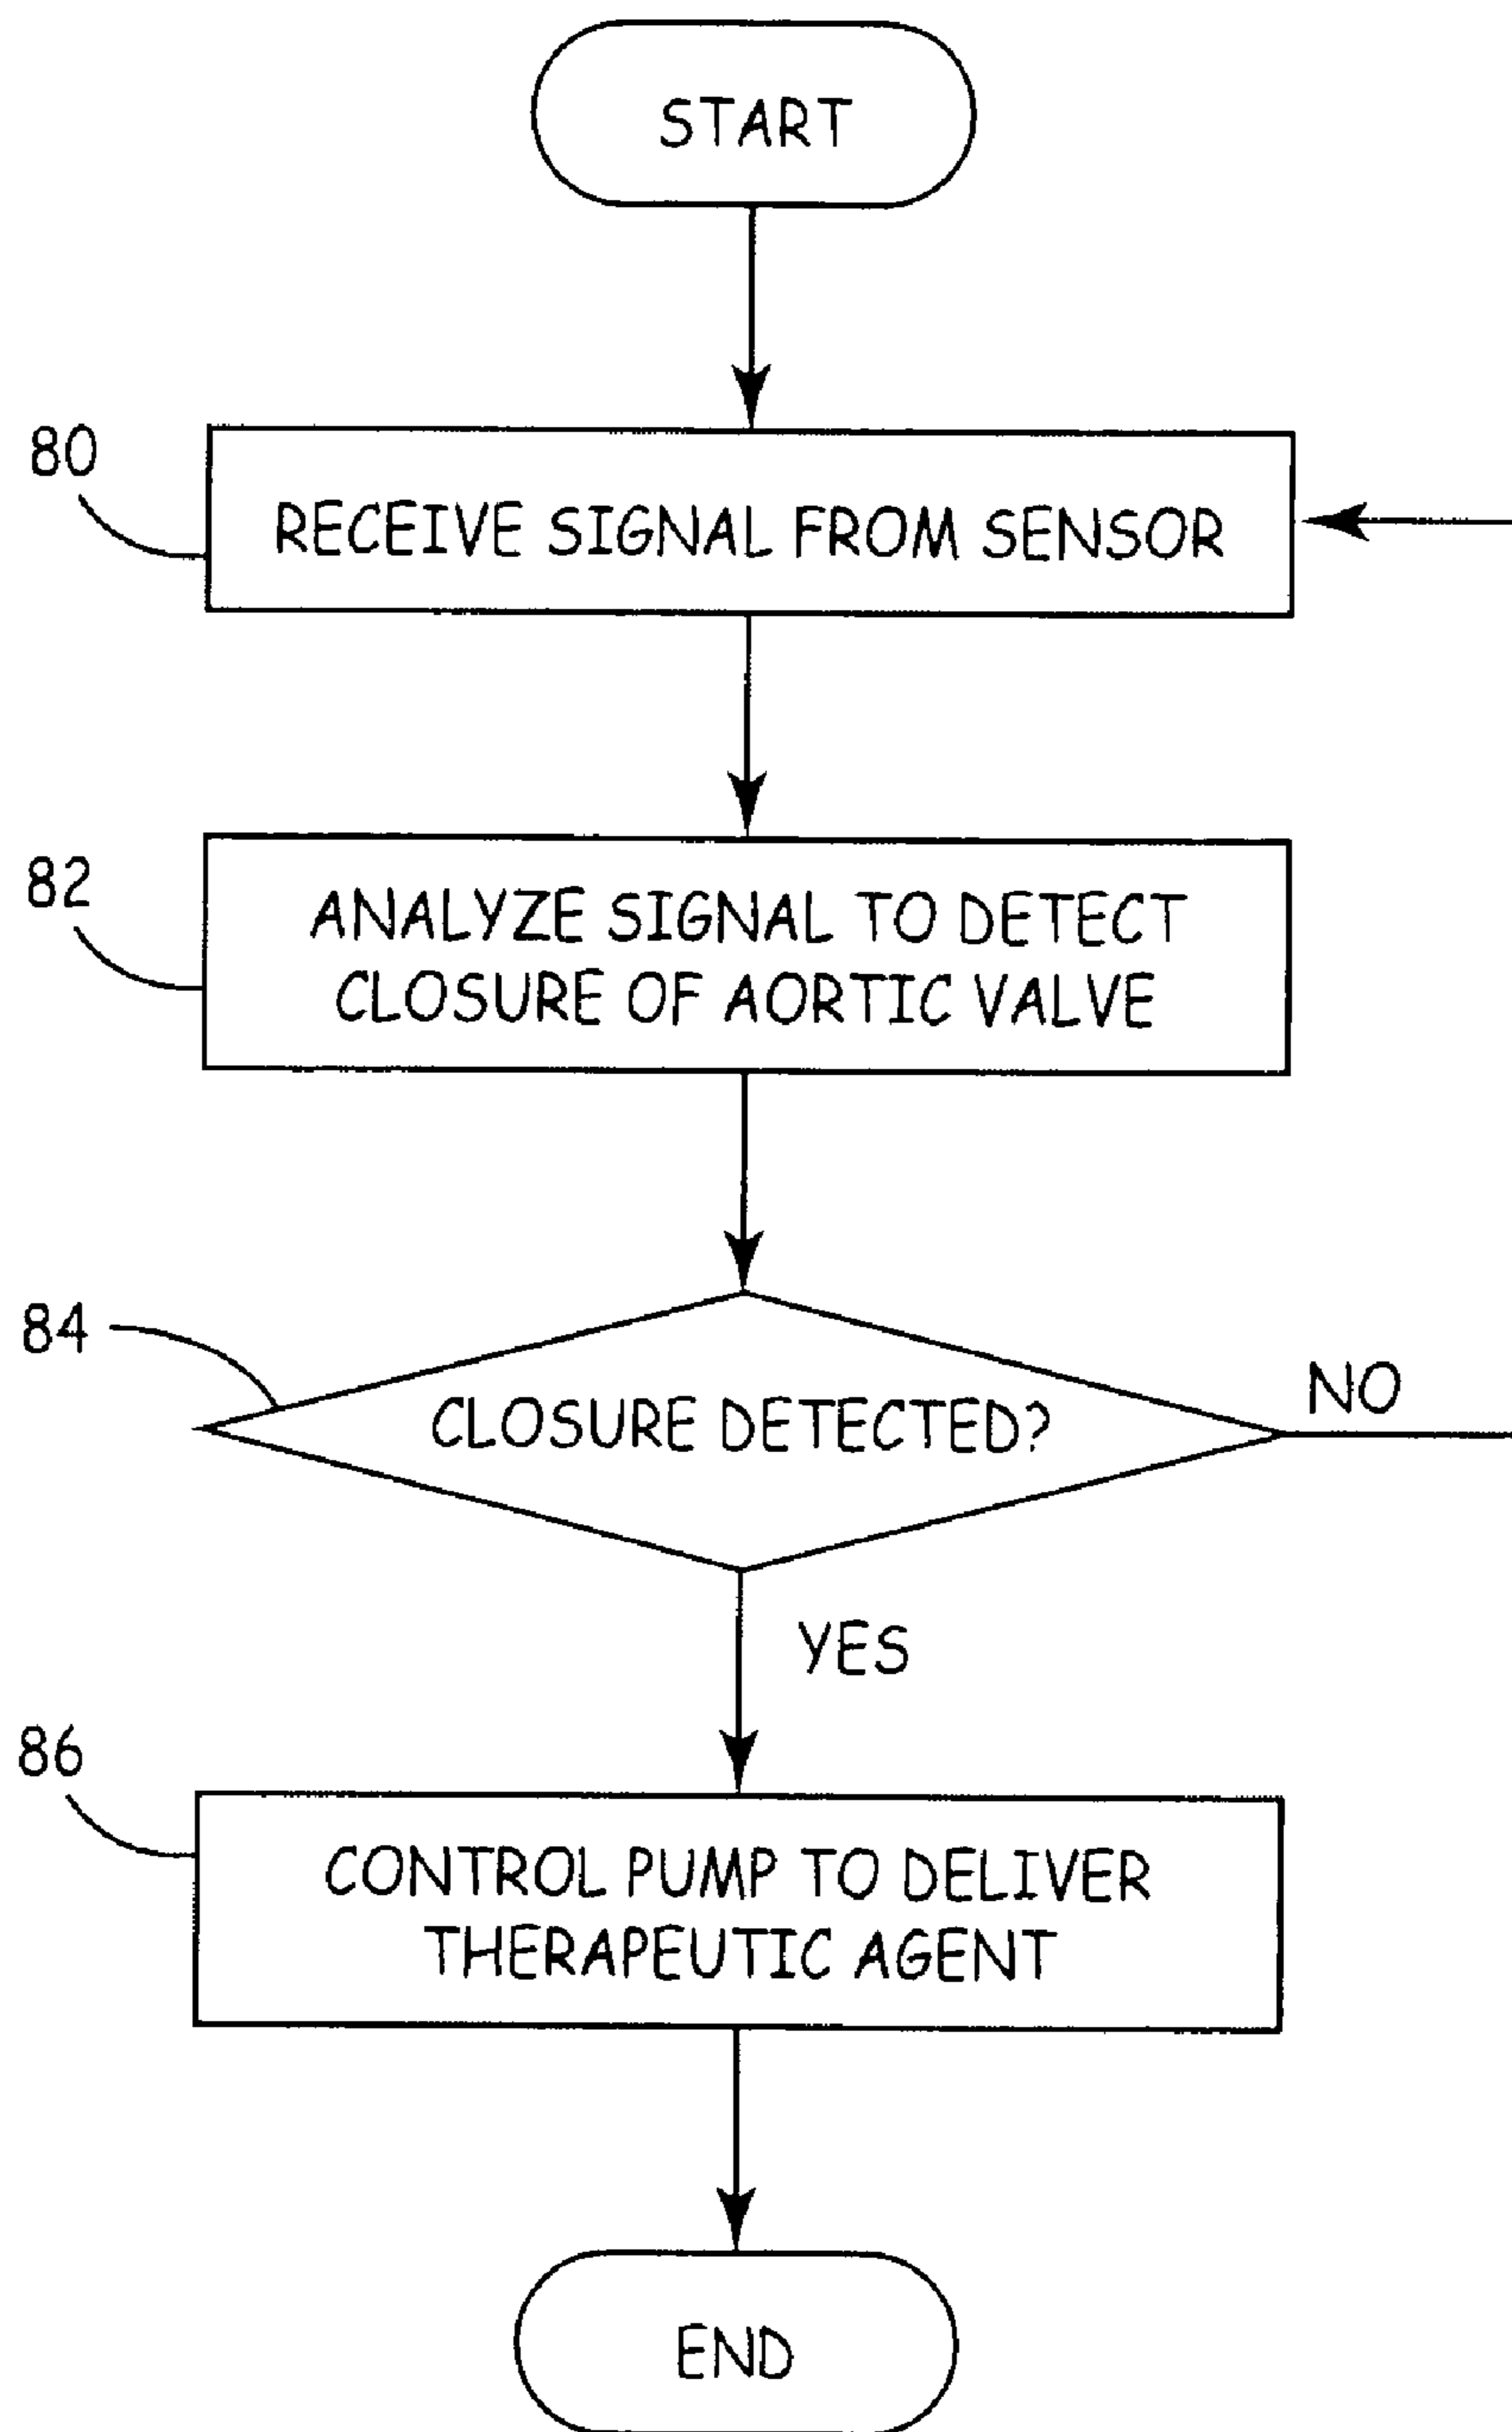 START
80
RECEIVE SIGNAL FROM SENSOR
82
ANALYZE SIGNAL TO DETECT
CLOSURE OF AORTIC VALVE
84
CLOSURE DETECTED?
NO
YES
86
CONTROL PUMP TO DELIVER
THERAPEUTIC AGENT
END